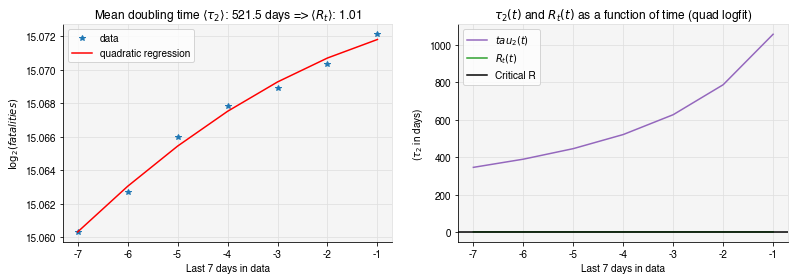 Mean doubling time ⟨τ₂⟩: 521.5 days => ⟨Rₜ⟩: 1.01
data
quadratic regression
log₂(fatalities)
15.072
15.070
15.068
15.066
15.064
15.062
15.060
-7 -6 -5 -4 -3 -2 -1
Last 7 days in data
τ₂(t) and Rₜ(t) as a function of time (quad logfit)
tau₂(t)
Rₜ(t)
Critical R
(τ₂ in days)
1000
800
600
400
200
0
-7 -6 -5 -4 -3 -2 -1
Last 7 days in data